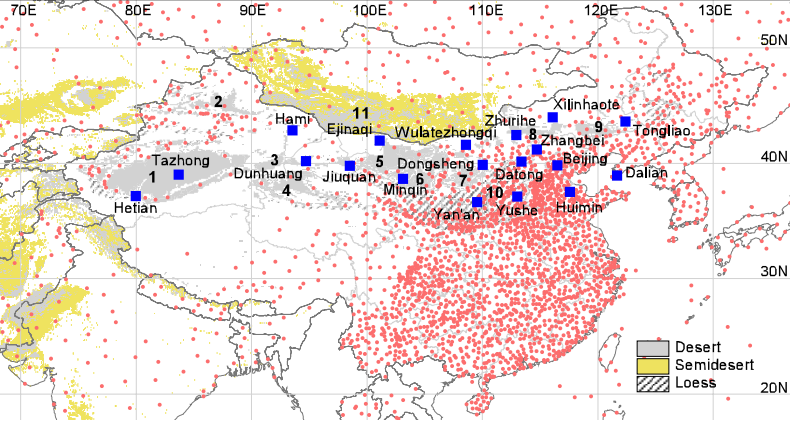 70E 80E 90E 100E 110E 120E 130E
50N
2
11
Hami
Ejinaqi
Wulatezhongqi
Zhurihe
Xilinhaote
8
9
Tongliao
Zhangbei
40N
Tazhong
1
3
Dunhuang
4
Jiuquan
5
Minqin
6
Dongsheng
7
Datong
Beijing
Dalian
Hetian
10
Yan'an
Yushe
Huimin
30N
Desert
Semidesert
Loess
20N